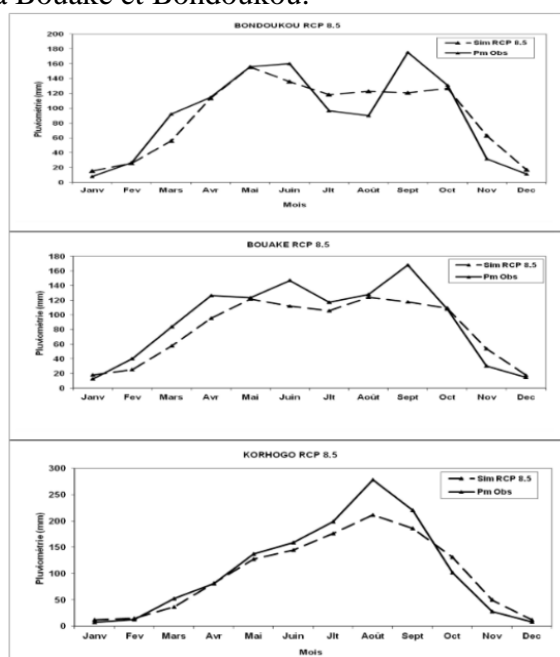 à Bouaké et Bondoukou.
BONDOUKOU RCP 8.5
Sim RCP 8.5
Pm Obs
Pluviométrie (mm)
200
180
160
140
120
100
80
60
40
20
0
Janv Fev Mars Avr Mai Juin Jlt Août Sept Oct Nov Dec
Mois
BOUAKE RCP 8.5
Sim RCP 8.5
Pm Obs
Pluviométrie (mm)
180
160
140
120
100
80
60
40
20
0
Janv Fev Mars Avr Mai Juin Jlt Août Sept Oct Nov Dec
Mois
KORHOGO RCP 8.5
Sim RCP 8.5
Pm Obs
Pluviométrie (mm)
300
250
200
150
100
50
0
Janv Fev Mars Avr Mai Juin Jlt Août Sept Oct Nov Dec
Mois